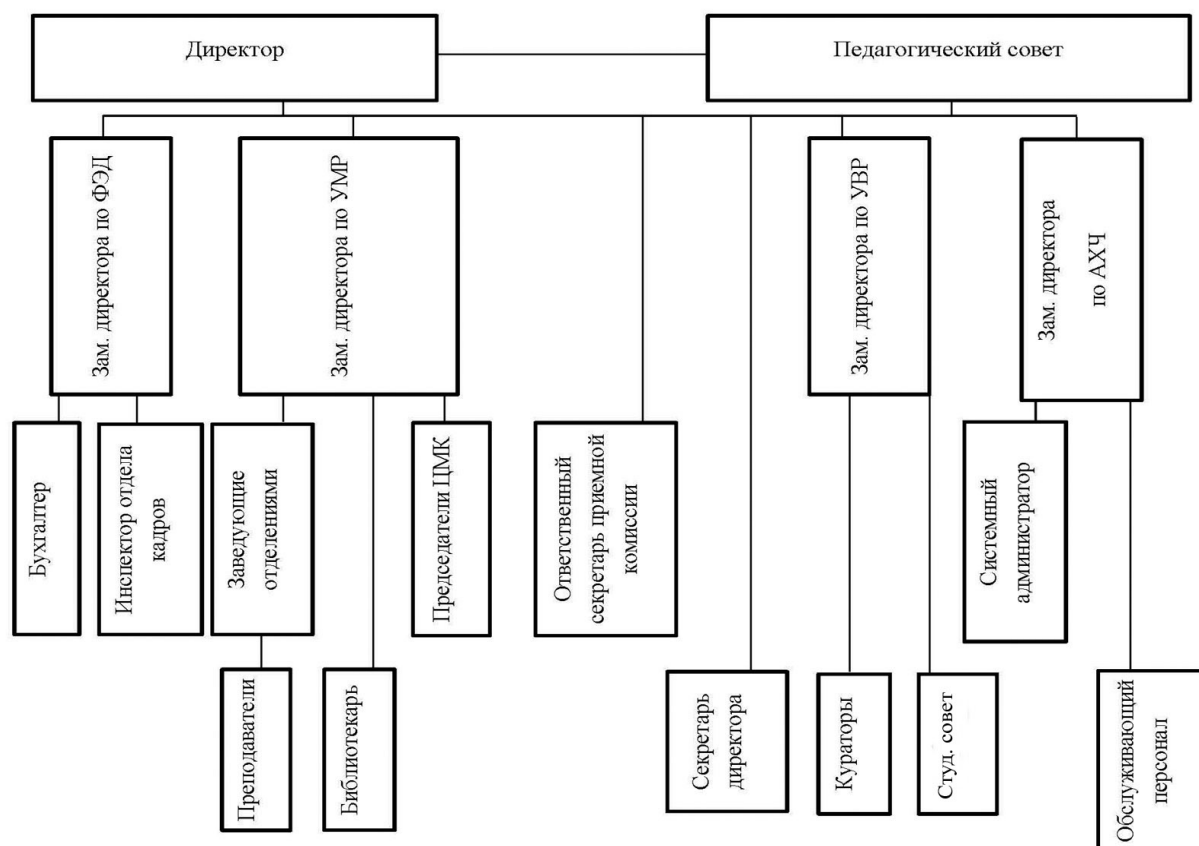 Директор
Педагогический совет
Зам. директора по ФЭД
Зам. директора по УМР
Зам. директора по УВР
Зам. директора
по АХЧ
Бухгалтер
Инспектор отдела
кадров
Заведующие
отделениями
Председатели ЦМК
Ответственный
секретарь приемной
комиссии
Системный
администратор
Преподаватели
Библиотекарь
Секретарь
директора
Кураторы
Студ. совет
Обслуживающий
персонал